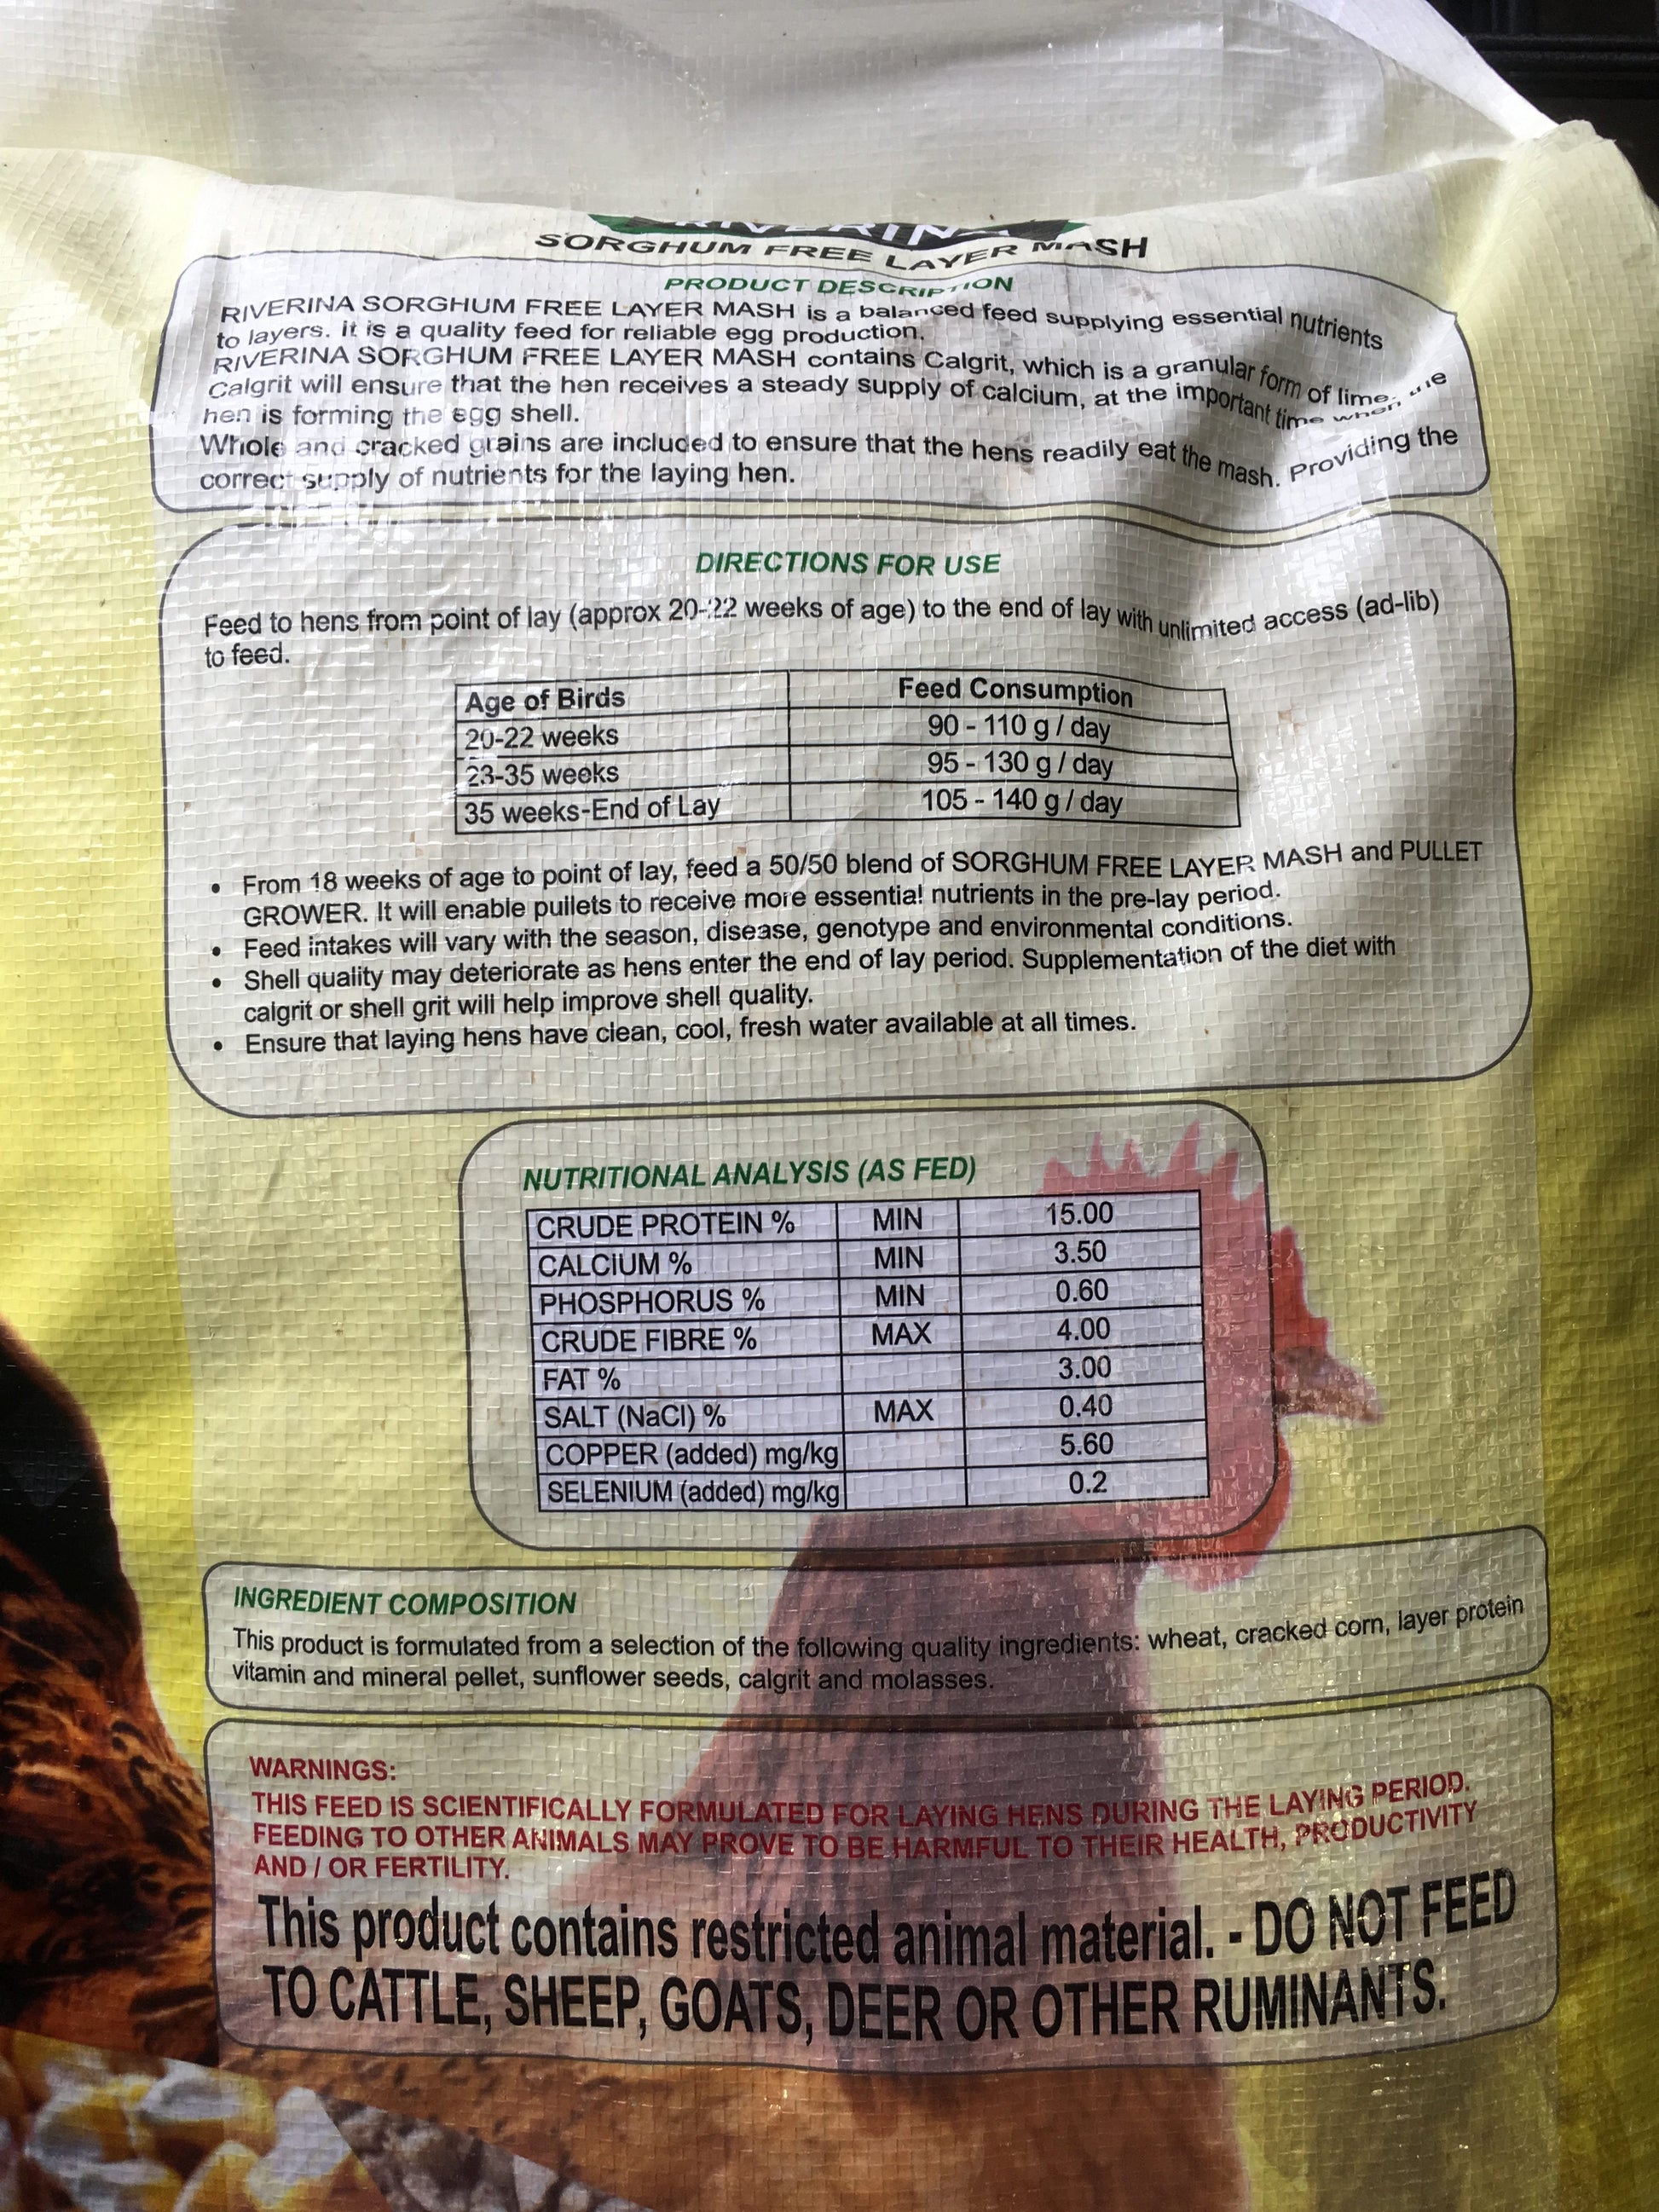 RIVERINA
SORGHUM FREE LAYER MASH
PRODUCT DESCRIPTION
RIVERINA SORGHUM FREE LAYER MASH is a balanced feed supplying essential nutrients
to layers. It is a quality feed for reliable egg production.
RIVERINA SORGHUM FREE LAYER MASH contains Calgrit, which is a granular form of lime.
Calgrit will ensure that the hen receives a steady supply of calcium, at the important time when the
hen is forming the egg shell.
Whole and cracked grains are included to ensure that the hens readily eat the mash. Providing the
correct supply of nutrients for the laying hen.
DIRECTIONS FOR USE
Feed to hens from point of lay (approx 20-22 weeks of age) to the end of lay with unlimited access (ad-lib)
to feed.
Age of Birds Feed Consumption
20-22 weeks 90 - 110 g / day
23-35 weeks 95 - 130 g / day
35 weeks-End of Lay 105 - 140 g / day
• From 18 weeks of age to point of lay, feed a 50/50 blend of SORGHUM FREE LAYER MASH and PULLET
GROWER. It will enable pullets to receive more essential nutrients in the pre-lay period.
• Feed intakes will vary with the season, disease, genotype and environmental conditions.
• Shell quality may deteriorate as hens enter the end of lay period. Supplementation of the diet with
calgrit or shell grit will help improve shell quality.
• Ensure that laying hens have clean, cool, fresh water available at all times.
NUTRITIONAL ANALYSIS (AS FED)
CRUDE PROTEIN % MIN 15.00
CALCIUM % MIN 3.50
PHOSPHORUS % MIN 0.60
CRUDE FIBRE % MAX 4.00
FAT % 3.00
SALT (NaCl) % MAX 0.40
COPPER (added) mg/kg 5.60
SELENIUM (added) mg/kg 0.2
INGREDIENT COMPOSITION
This product is formulated from a selection of the following quality ingredients: wheat, cracked corn, layer protein
vitamin and mineral pellet, sunflower seeds, calgrit and molasses.
WARNINGS:
THIS FEED IS SCIENTIFICALLY FORMULATED FOR LAYING HENS DURING THE LAYING PERIOD.
FEEDING TO OTHER ANIMALS MAY PROVE TO BE HARMFUL TO THEIR HEALTH, PRODUCTIVITY
AND / OR FERTILITY.
This product contains restricted animal material. - DO NOT FEED
TO CATTLE, SHEEP, GOATS, DEER OR OTHER RUMINANTS.